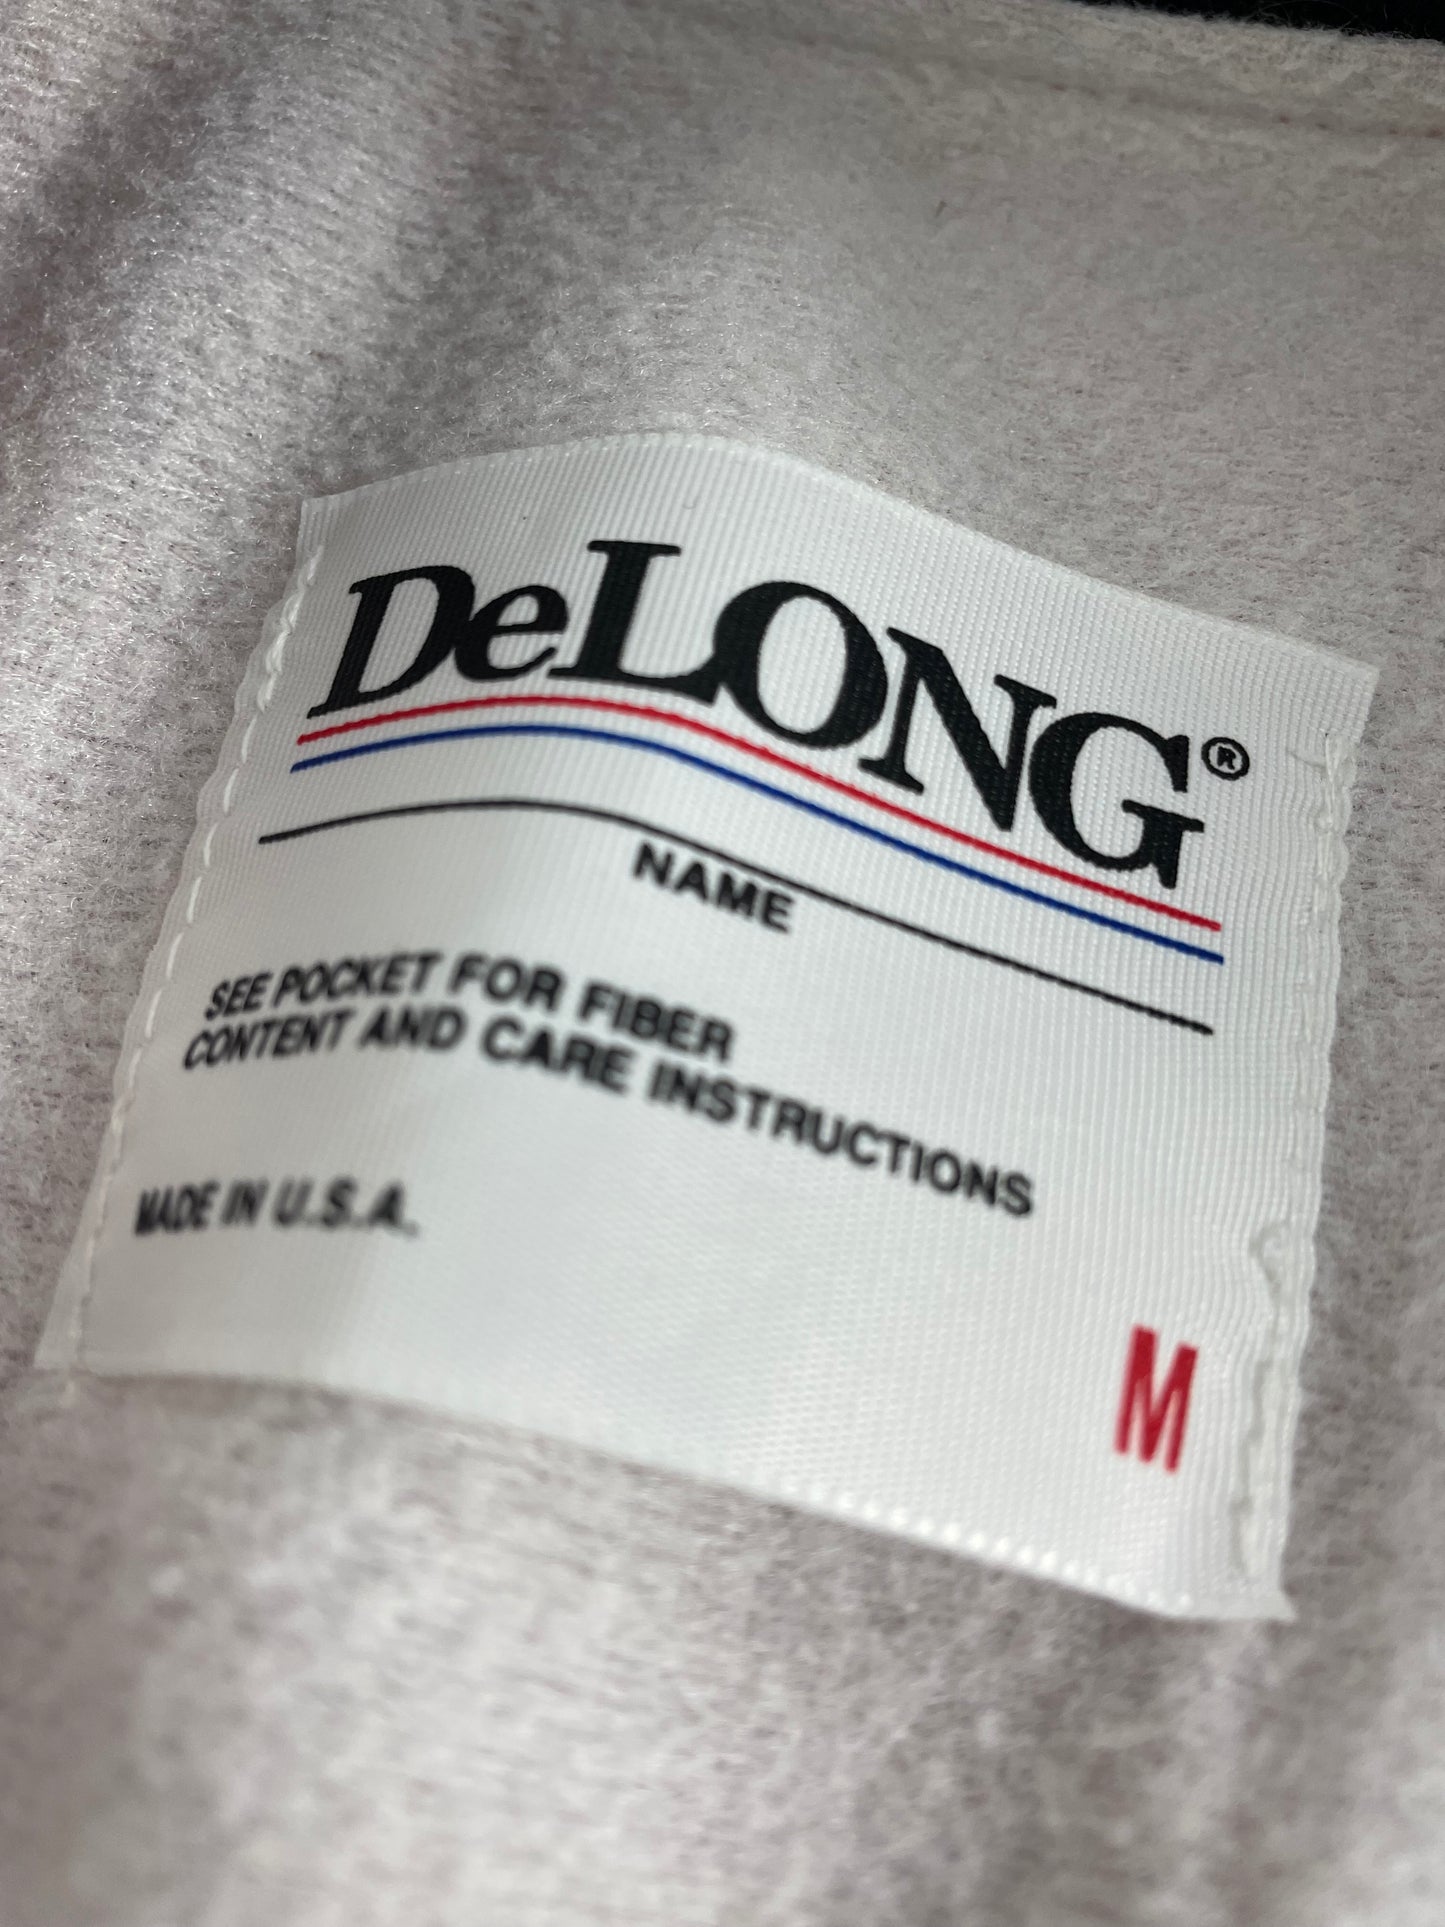 DeLONG®
NAME
SEE POCKET FOR FIBER
CONTENT AND CARE INSTRUCTIONS
MADE IN U.S.A.
M